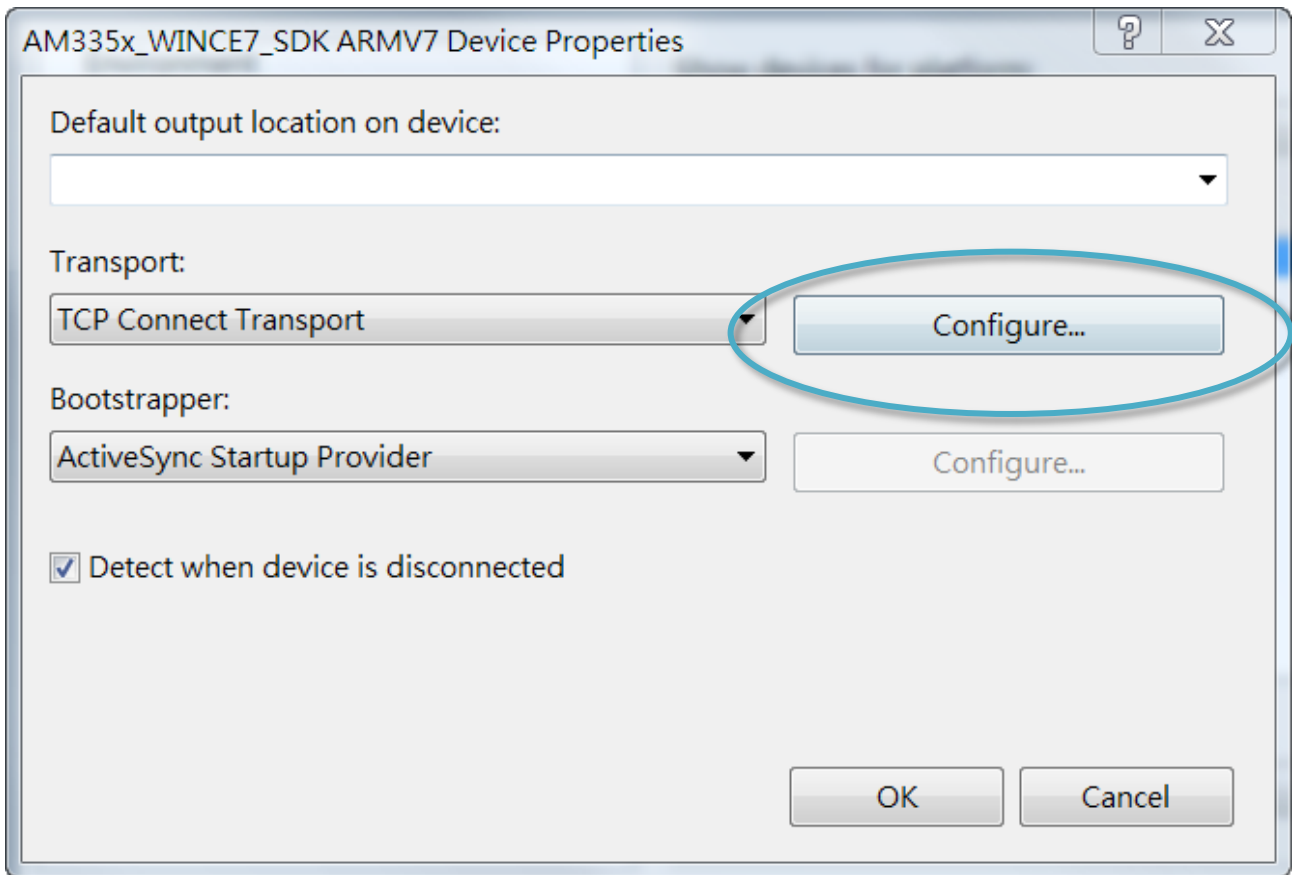 AM335x_WINCE7_SDK ARMV7 Device Properties
Default output location on device:
Transport:
TCP Connect Transport
Configure...
Bootstrapper:
ActiveSync Startup Provider
Configure...
Detect when device is disconnected
OK
Cancel